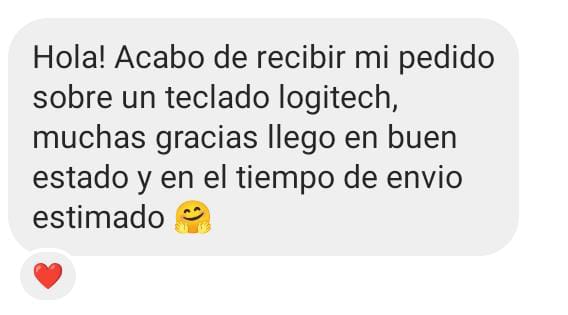 Hola! Acabo de recibir mi pedido
sobre un teclado logitech,
muchas gracias llego en buen
estado y en el tiempo de envio
estimado 🤗
❤️